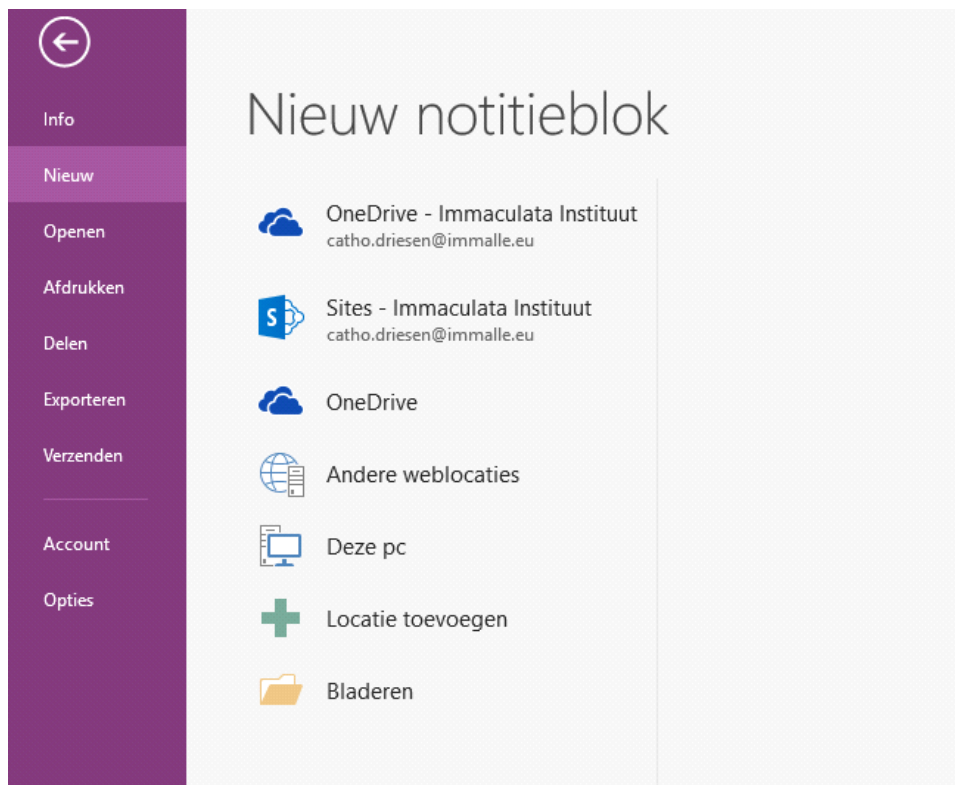 Info
Nieuw
Openen
Afdrukken
Delen
Exporteren
Verzenden
Account
Opties
Nieuw notitieblok
OneDrive - Immaculata Instituut
catho.driesen@immalle.eu
S
Sites - Immaculata Instituut
catho.driesen@immalle.eu
OneDrive
Andere weblocaties
Deze pc
Locatie toevoegen
Bladeren